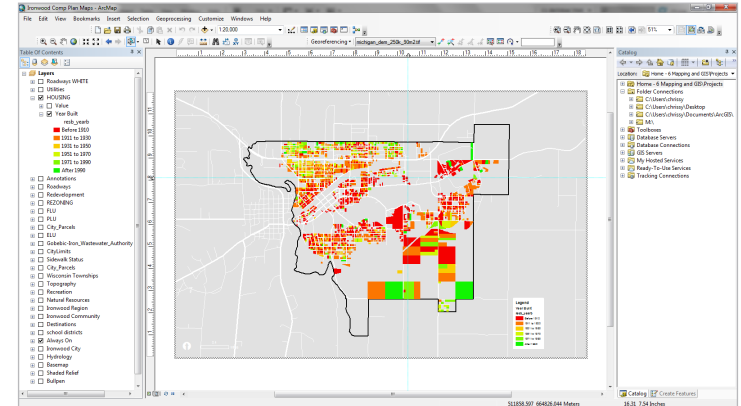 Ironwood Comp Plan Maps - ArcMap
File Edit View Bookmarks Insert Selection Geoprocessing Customize Windows Help
1:20,000
51%
Georeferencing michigan_dem_250k_90m2.tif
Table Of Contents
Layers
Roadways WHITE
Utilities
HOUSING
Value
Year Built
resb_yearb
Before 1910
1911 to 1930
1931 to 1950
1951 to 1970
1971 to 1990
After 1990
Annotations
Roadways
Redevelopment
REZONING
FLU
PLU
City_Parcels
ELU
Gobebic-Iron_Wastewater_Authority
CityLimits
Sidewalk Status
City_Parcels
Wisconsin Townships
Topography
Recreation
Natural Resources
Ironwood Region
Ironwood Community
Destinations
school districts
Always On
Ironwood City
Hydrology
Basemap
Shaded Relief
Bullpen
Legend
Year Built
resb_yearb
Catalog
Location: Home - 6 Mapping and GIS\Projects
Home - 6 Mapping and GIS\Projects
Folder Connections
C:\Users\chrissy
C:\Users\chrissy\Desktop
C:\Users\chrissy\Documents\ArcGIS\
M:\
Toolboxes
Database Servers
Database Connections
GIS Servers
My Hosted Services
Ready-To-Use Services
Tracking Connections
Catalog Create Features
511858.597 664826.044 Meters
16.31 7.54 Inches